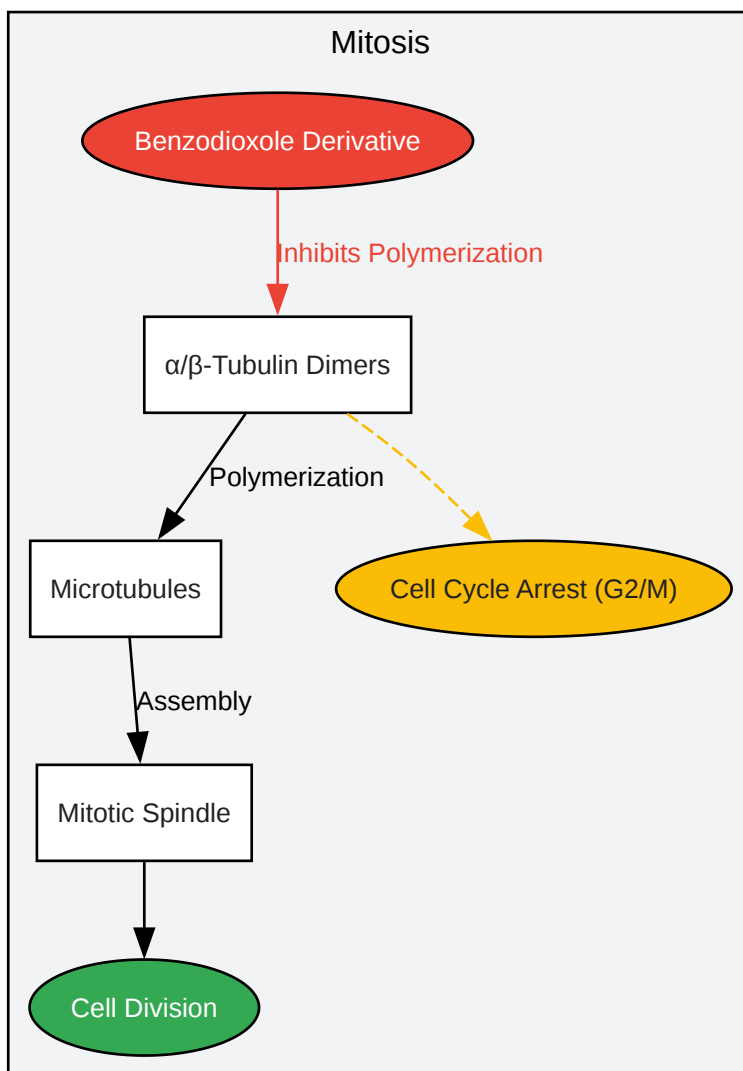 Mitosis
Benzodioxole Derivative
Inhibits Polymerization
α/β-Tubulin Dimers
Polymerization
Microtubules
Cell Cycle Arrest (G2/M)
Assembly
Mitotic Spindle
Cell Division